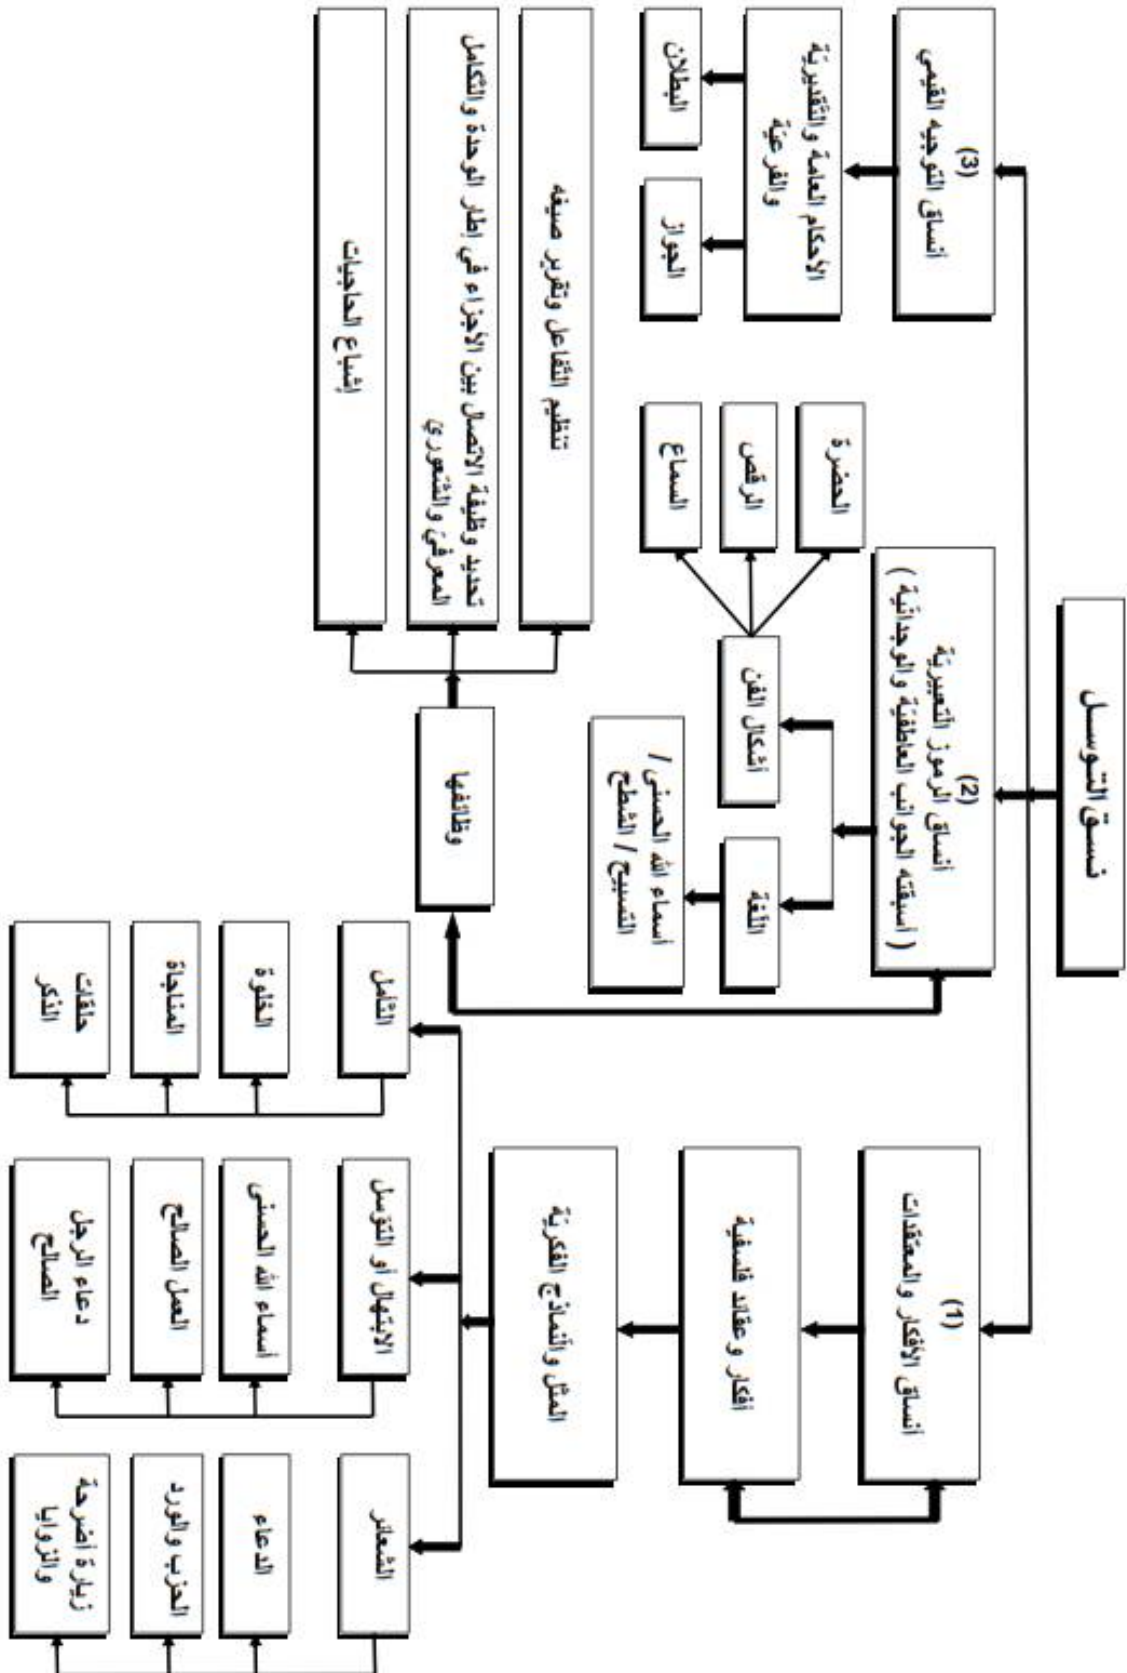 نسق التوسل
(1)
أنساق الأفكار والمعتقدات
(2)
أنساق الرموز التعبيرية
( أسبقته الجوانب العاطفية والوجدانية )
(3)
أنساق التوجيه القيمي
أفكار وعقائد فلسفية
المثل والنماذج الفكرية
اللغة
أشكال الفن
أسماء الله الحسنى /
التسبيح / الشطح
الحضرة
الرقص
السماع
الأحكام العامة والتقديرية
والفرعية
الجواز
البطلان
وظائفها
تنظيم التفاعل وتقرير صيغه
تحديد وظيفة الاتصال بين الأجزاء في إطار الوحدة والتكامل
المعرفي والشعوري
إشباع الحاجيات
الشعائر
الدعاء
الحزب والورد
زيارة أضرحة
والزوايا
الابتهال أو التوسل
أسماء الله الحسنى
العمل الصالح
دعاء الرجل
الصالح
التأمل
الخلوة
المناجاة
حلقات
الذكر